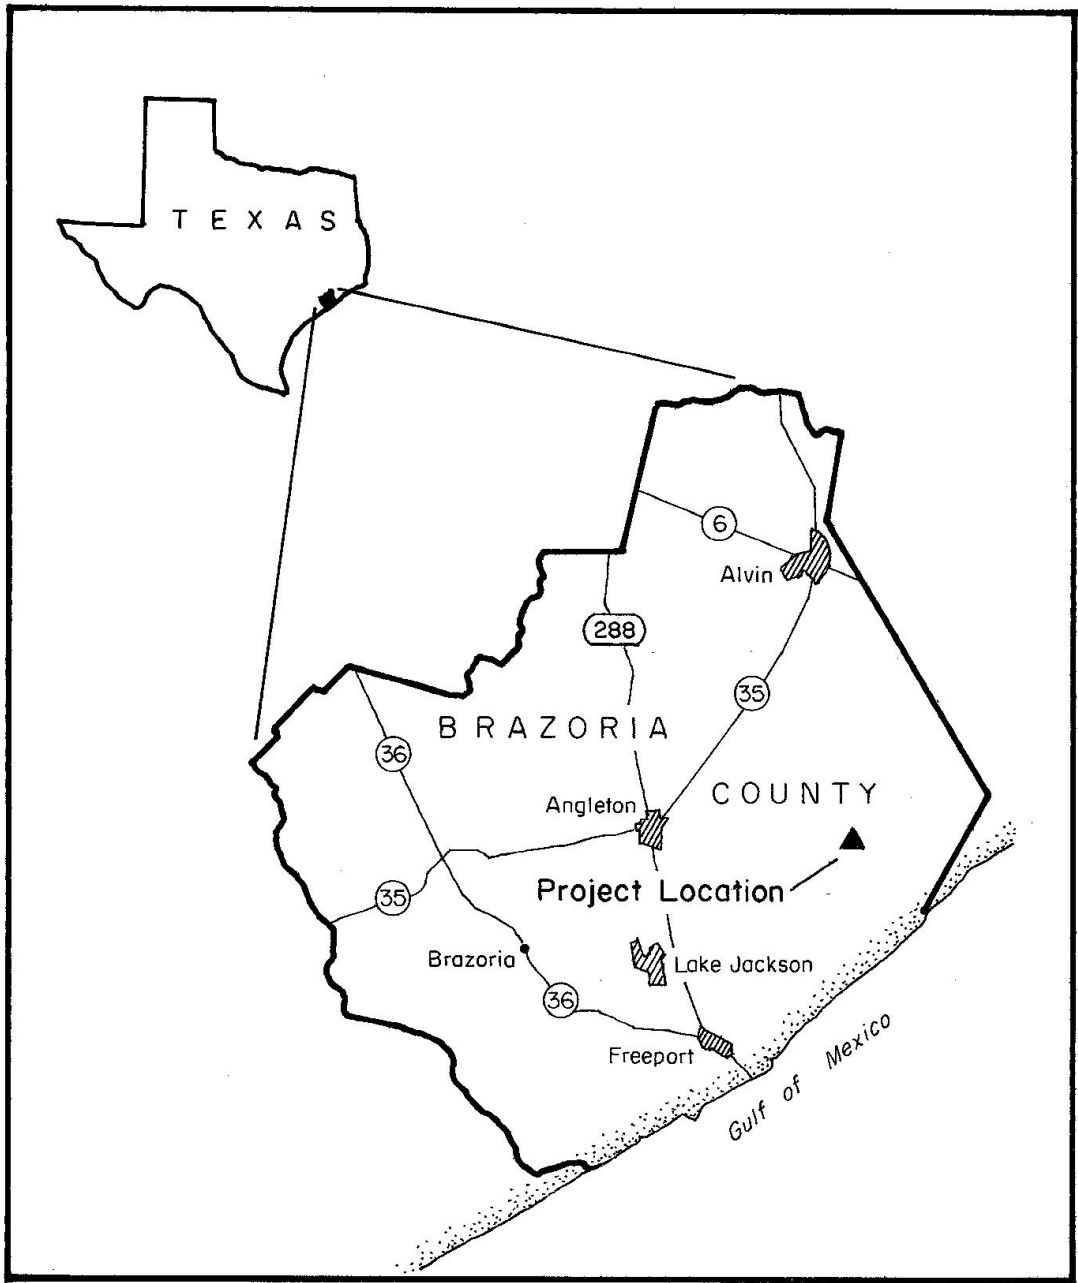 TEXAS
6
Alvin
288
35
BRAZORIA
36
COUNTY
Angleton
Project Location
35
Brazoria
Lake Jackson
36
Freeport
Gulf of Mexico